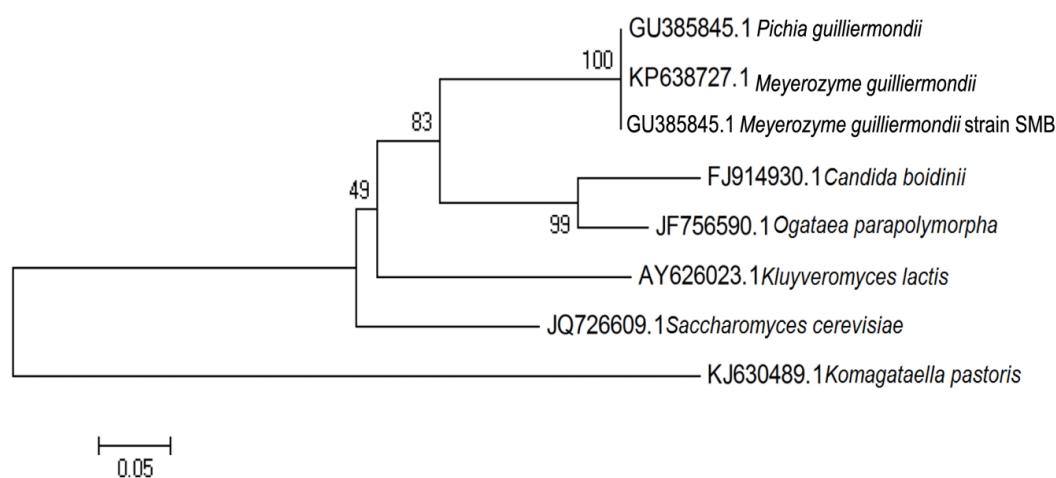 GU385845.1 Pichia guilliermondii
100
KP638727.1 Meyerozyme guilliermondii
83
GU385845.1 Meyerozyme guilliermondii strain SMB
49
FJ914930.1 Candida boidinii
99
JF756590.1 Ogataea parapolymorpha
AY626023.1 Kluyveromyces lactis
JQ726609.1 Saccharomyces cerevisiae
KJ630489.1 Komagataella pastoris
0.05